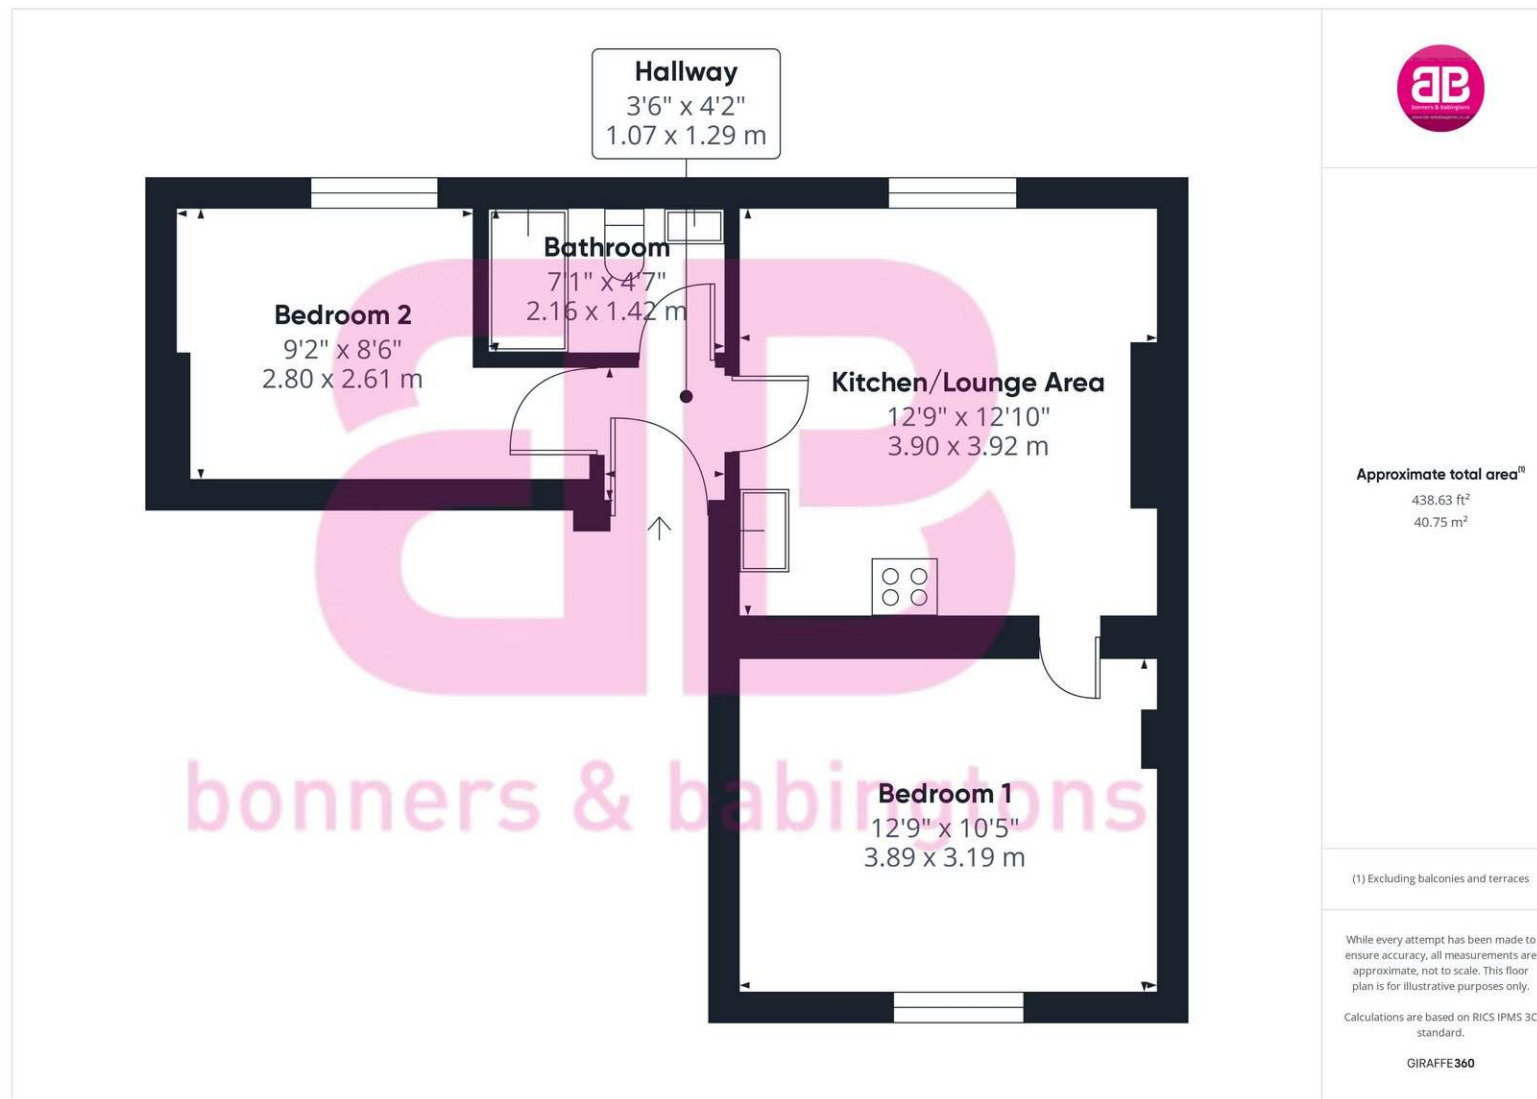 Hallway
3'6" x 4'2"
1.07 x 1.29 m
Bathroom
7'1" x 4'7"
2.16 x 1.42 m
Bedroom 2
9'2" x 8'6"
2.80 x 2.61 m
Kitchen/Lounge Area
12'9" x 12'10"
3.90 x 3.92 m
Bedroom 1
12'9" x 10'5"
3.89 x 3.19 m
bonners & babingtons
bonners & babingtons
Approximate total area(1)
438.63 ft²
40.75 m²
(1) Excluding balconies and terraces
While every attempt has been made to
ensure accuracy, all measurements are
approximate, not to scale. This floor
plan is for illustrative purposes only.
Calculations are based on RICS IPMS 3C
standard.
GIRAFFE360